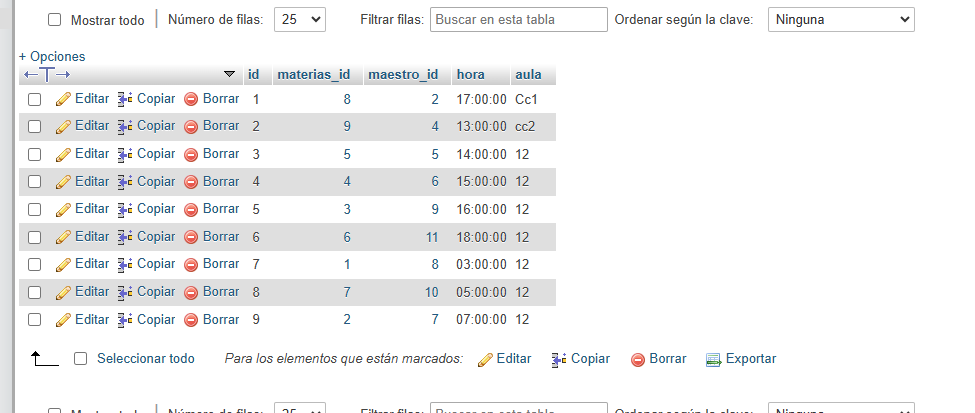 Mostrar todo | Número de filas: 25 Filtrar filas: Buscar en esta tabla Ordenar según la clave: Ninguna
+ Opciones
←T→ id materias_id maestro_id hora aula
Editar Copiar Borrar 1 8 2 17:00:00 Cc1
Editar Copiar Borrar 2 9 4 13:00:00 cc2
Editar Copiar Borrar 3 5 5 14:00:00 12
Editar Copiar Borrar 4 4 6 15:00:00 12
Editar Copiar Borrar 5 3 9 16:00:00 12
Editar Copiar Borrar 6 6 11 18:00:00 12
Editar Copiar Borrar 7 1 8 03:00:00 12
Editar Copiar Borrar 8 7 10 05:00:00 12
Editar Copiar Borrar 9 2 7 07:00:00 12
Seleccionar todo Para los elementos que están marcados: Editar Copiar Borrar Exportar
Mostrar todo | Número de filas: 25 Filtrar filas: Buscar en esta tabla Ordenar según la clave: Ninguna